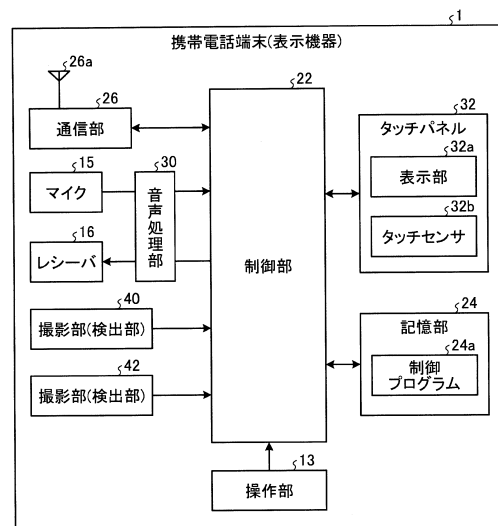 1
携帯電話端末(表示機器)
26a
26
通信部
15
マイク
30
音声処理部
16
レシーバ
40
撮影部(検出部)
42
撮影部(検出部)
22
制御部
32
タッチパネル
32a
表示部
32b
タッチセンサ
24
記憶部
24a
制御
プログラム
13
操作部